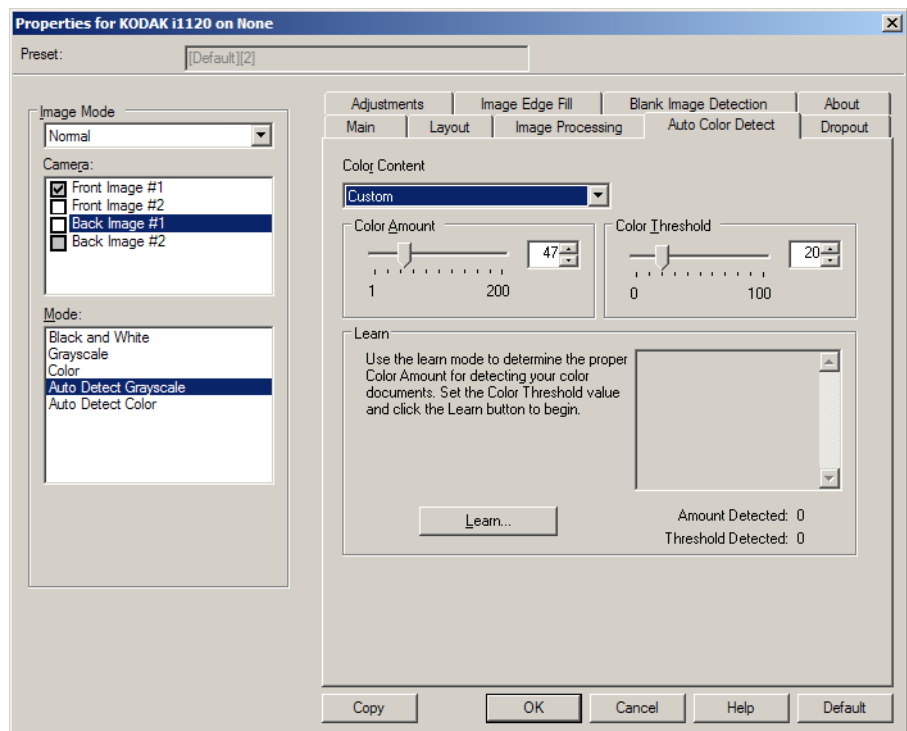 Properties for KODAK i1120 on None
Preset:
[Default][2]
Image Mode
Normal
Camera:
Front Image #1
Front Image #2
Back Image #1
Back Image #2
Mode:
Black and White
Grayscale
Color
Auto Detect Grayscale
Auto Detect Color
Adjustments
Image Edge Fill
Blank Image Detection
About
Main
Layout
Image Processing
Auto Color Detect
Dropout
Color Content
Custom
Color Amount
47
1
200
Color Threshold
20
0
100
Learn
Use the learn mode to determine the proper
Color Amount for detecting your color
documents. Set the Color Threshold value
and click the Learn button to begin.
Learn...
Amount Detected: 0
Threshold Detected: 0
Copy
OK
Cancel
Help
Default